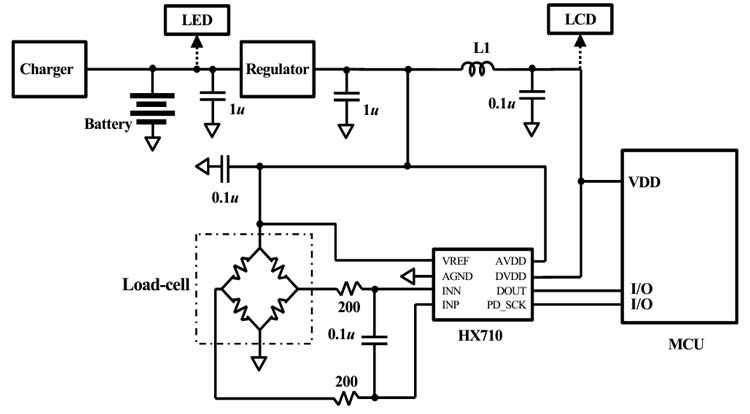 LED
LCD
L1
Charger
Regulator
1u
1u
0.1u
Battery
0.1u
VDD
Load-cell
VREF AVDD
AGND DVDD
INN DOUT
INP PD_SCK
I/O
I/O
200
0.1u
HX710
MCU
200